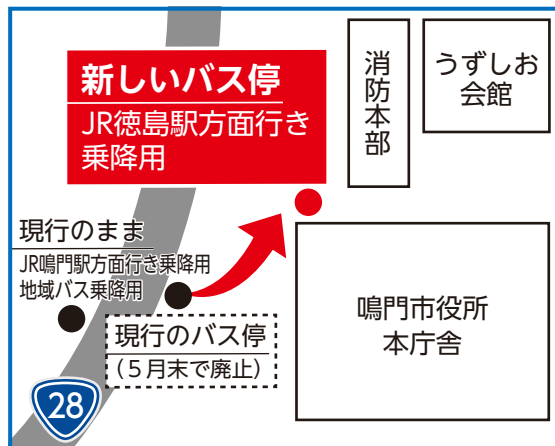 新しいバス停
JR徳島駅方面行き
乗降用
消防本部
うずしお
会館
現行のまま
JR鳴門駅方面行き乗降用
地域バス乗降用
現行のバス停
（５月末で廃止）
鳴門市役所
本庁舎
28